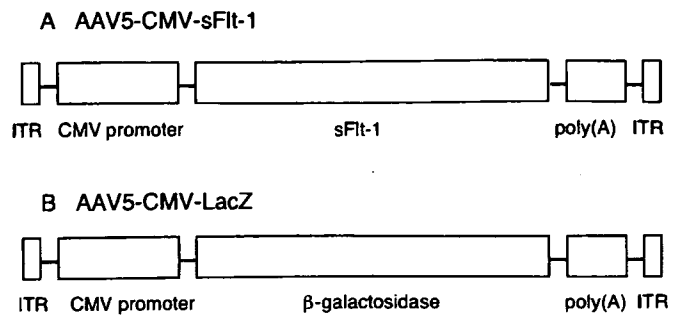 A AAV5-CMV-sFlt-1
ITR CMV promoter sFlt-1 poly(A) ITR
B AAV5-CMV-LacZ
ITR CMV promoter β-galactosidase poly(A) ITR